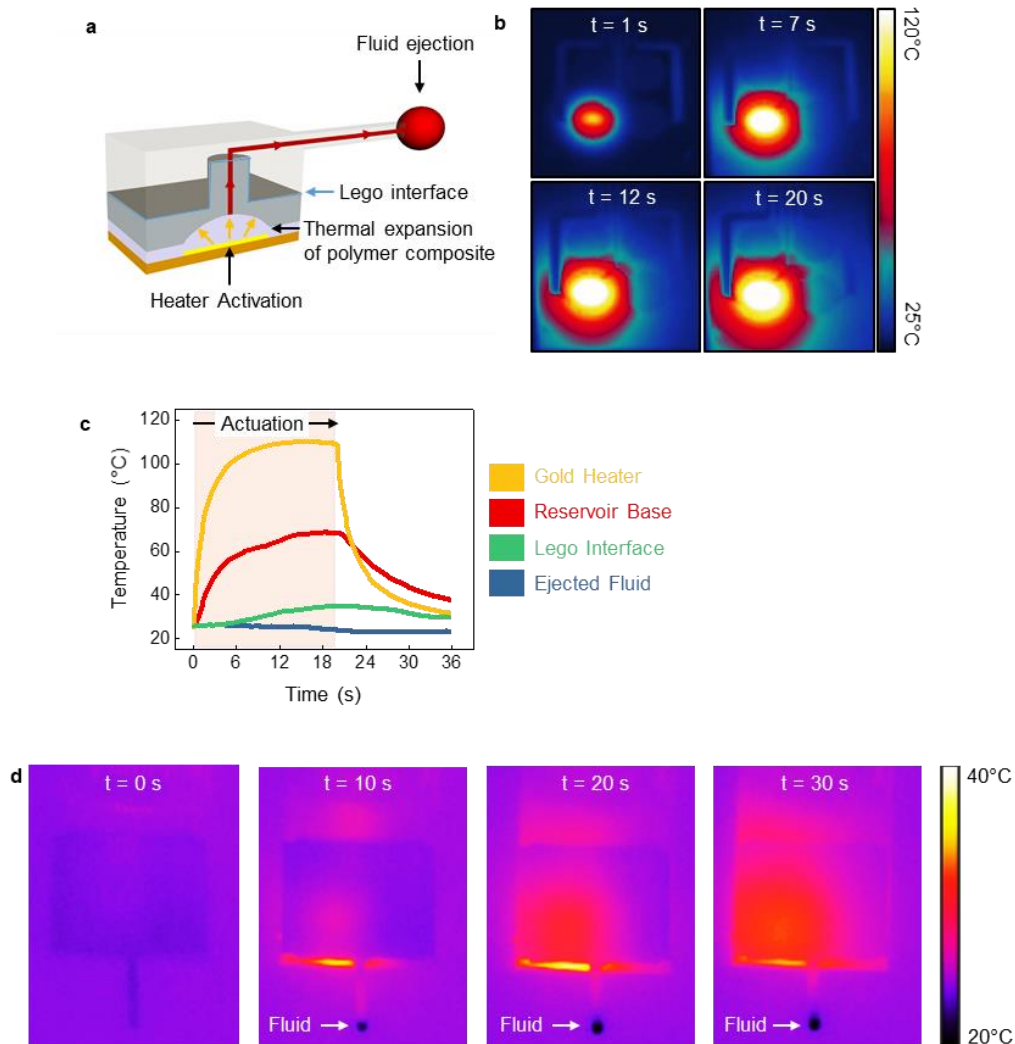 a
Fluid ejection
Lego interface
Thermal expansion
of polymer composite
Heater Activation
b
t = 1 s
t = 7 s
t = 12 s
t = 20 s
120°C
25°C
c
Actuation
Temperature (°C)
120
100
80
60
40
20
0
6
12
18
24
30
36
Time (s)
Gold Heater
Reservoir Base
Lego Interface
Ejected Fluid
d
t = 0 s
t = 10 s
t = 20 s
t = 30 s
Fluid
Fluid
Fluid
40°C
20°C